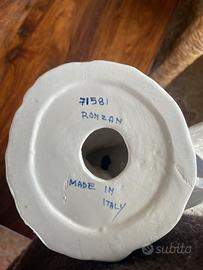 71581
RONZAN
MADE IN
ITALY
subito